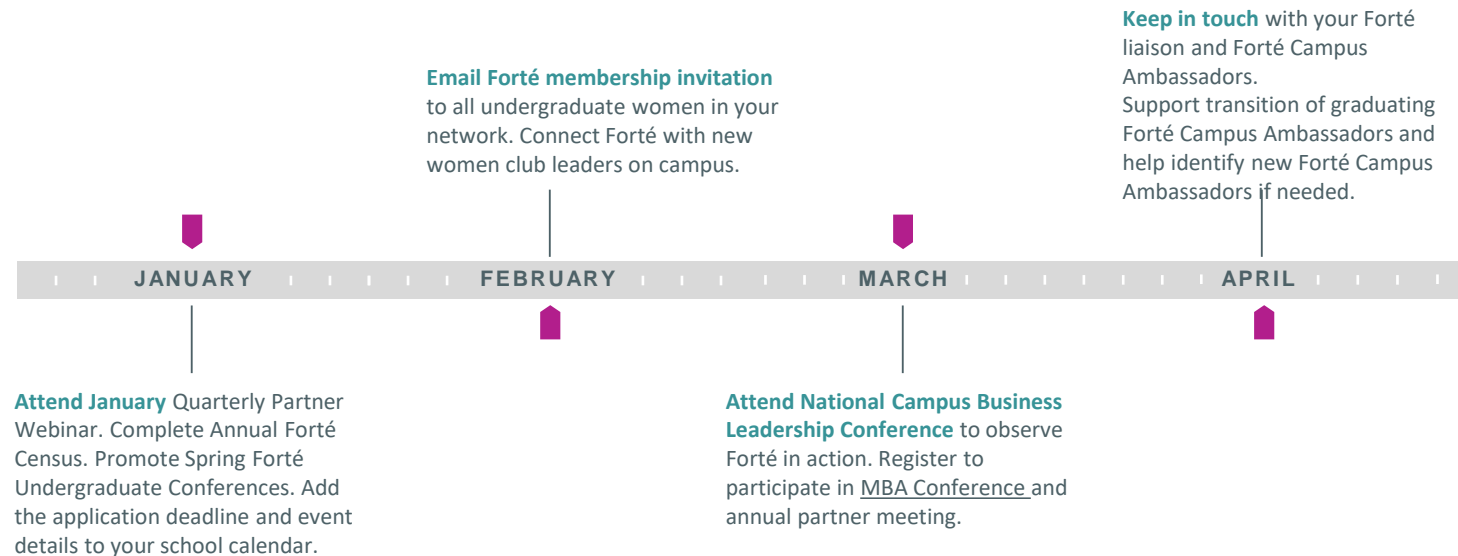 Keep in touch with your Forté
liaison and Forté Campus
Ambassadors.
Support transition of graduating
Forté Campus Ambassadors and
help identify new Forté Campus
Ambassadors if needed.
Email Forté membership invitation
to all undergraduate women in your
network. Connect Forté with new
women club leaders on campus.
JANUARY FEBRUARY MARCH APRIL
Attend January Quarterly Partner
Webinar. Complete Annual Forté
Census. Promote Spring Forté
Undergraduate Conferences. Add
the application deadline and event
details to your school calendar.
Attend National Campus Business
Leadership Conference to observe
Forté in action. Register to
participate in MBA Conference and
annual partner meeting.